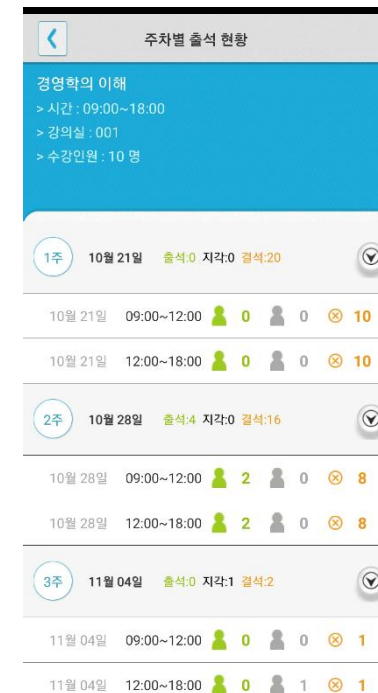 주차별 출석 현황
경영학의 이해
> 시간 : 09:00~18:00
> 강의실 : 001
> 수강인원 : 10 명
1주 10월 21일 출석:0 지각:0 결석:20
10월 21일 09:00~12:00 0 0 10
10월 21일 12:00~18:00 0 0 10
2주 10월 28일 출석:4 지각:0 결석:16
10월 28일 09:00~12:00 2 0 8
10월 28일 12:00~18:00 2 0 8
3주 11월 04일 출석:0 지각:1 결석:2
11월 04일 09:00~12:00 0 0 1
11월 04일 12:00~18:00 0 1 1